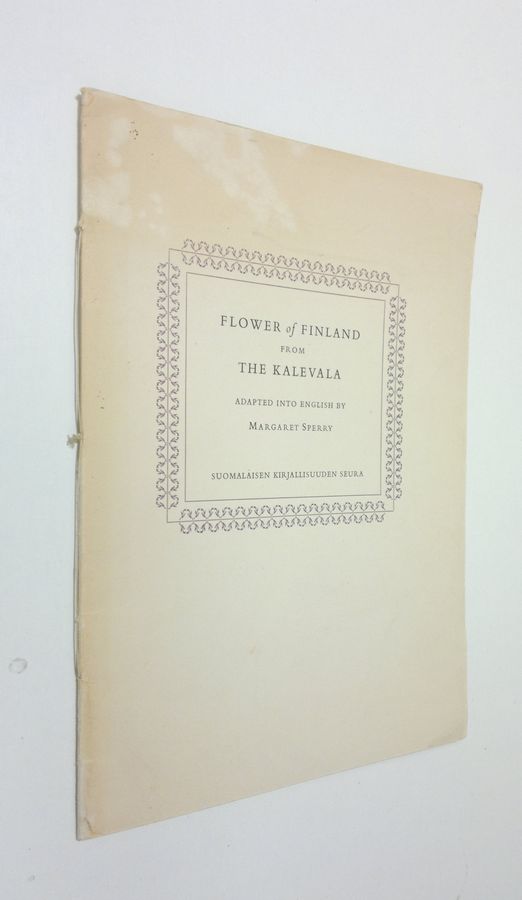 FLOWER of FINLAND
FROM
THE KALEVALA
ADAPTED INTO ENGLISH BY
MARGARET SPERRY
SUOMALAISEN KIRJALLISUUDEN SEURA